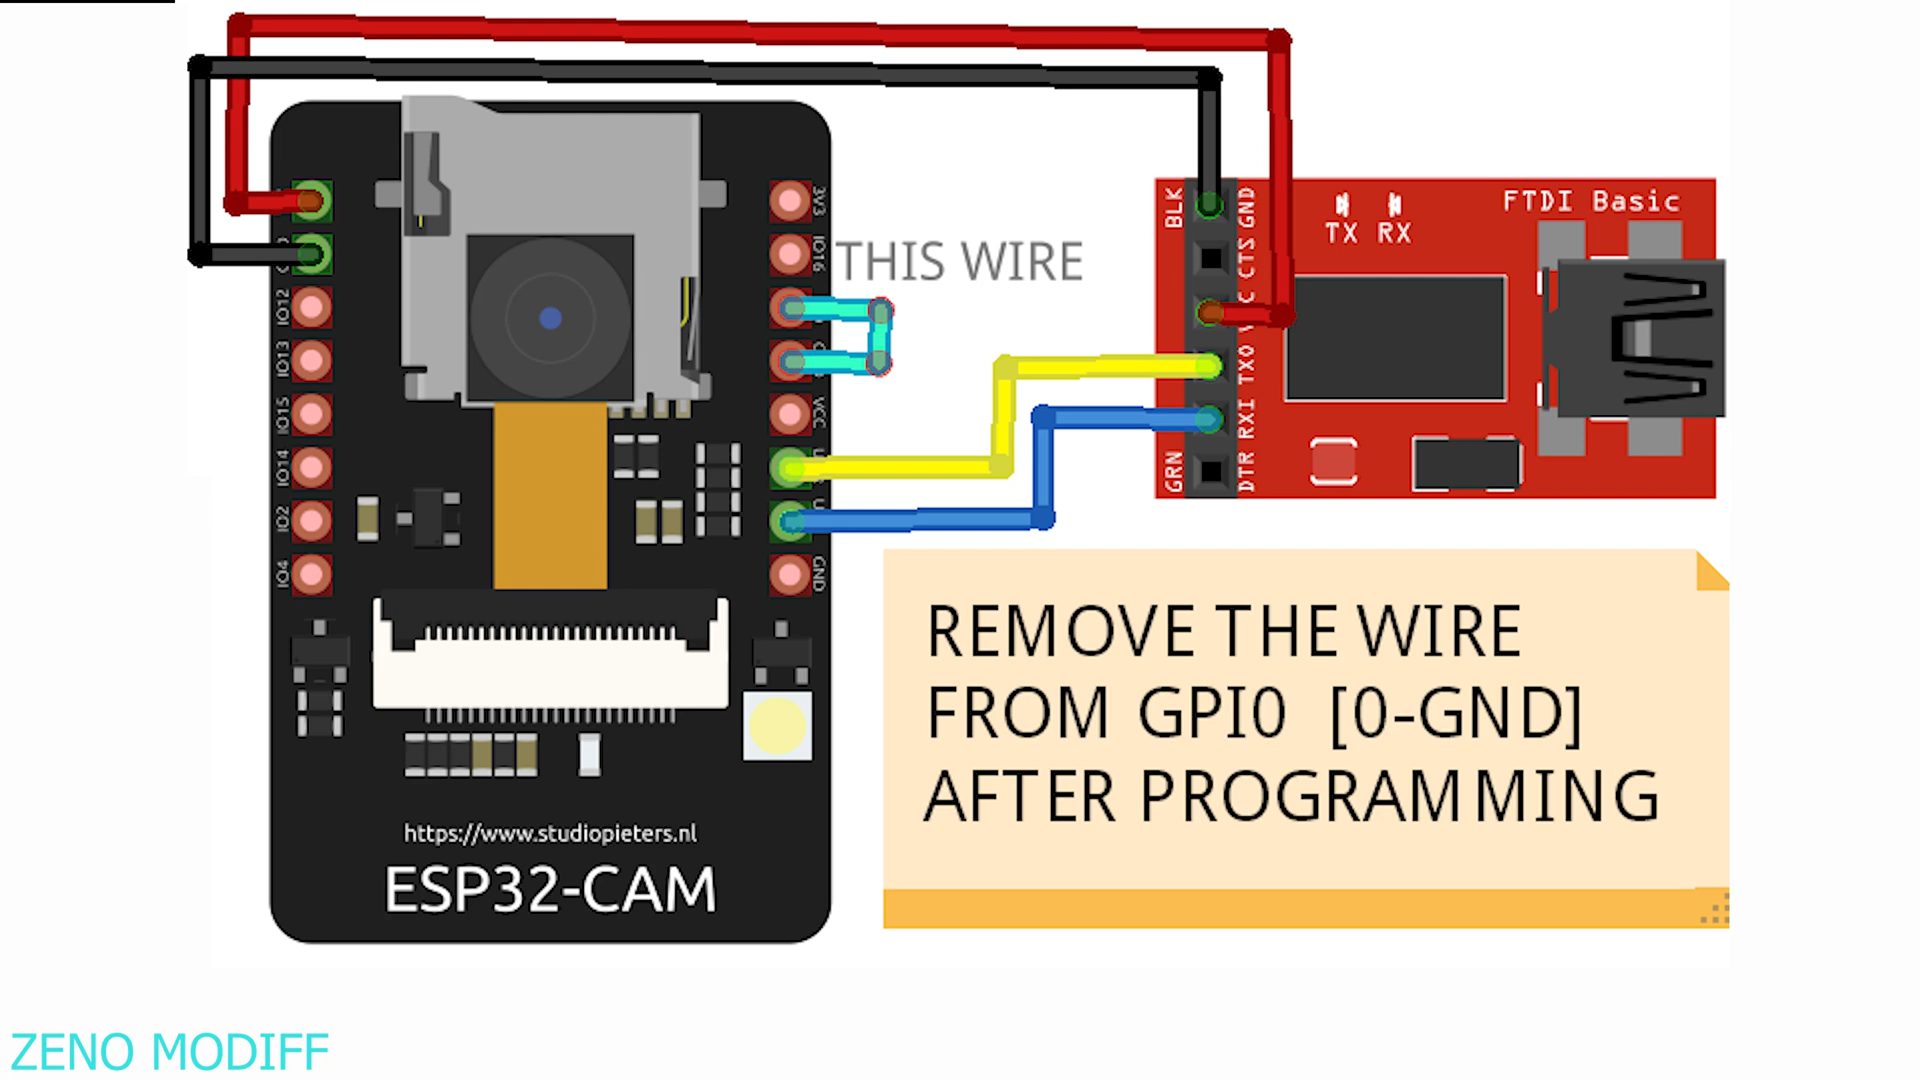 THIS WIRE
3V3
IO16
VCC
GND
IO12
IO13
IO15
IO14
IO2
IO4
BLK
GRN
GND
CTS
TXO
RXI
DTR
TX RX
FTDI Basic
REMOVE THE WIRE
FROM GPI0 [0-GND]
AFTER PROGRAMMING
https://www.studiopieters.nl
ESP32-CAM
ZENO MODIFF